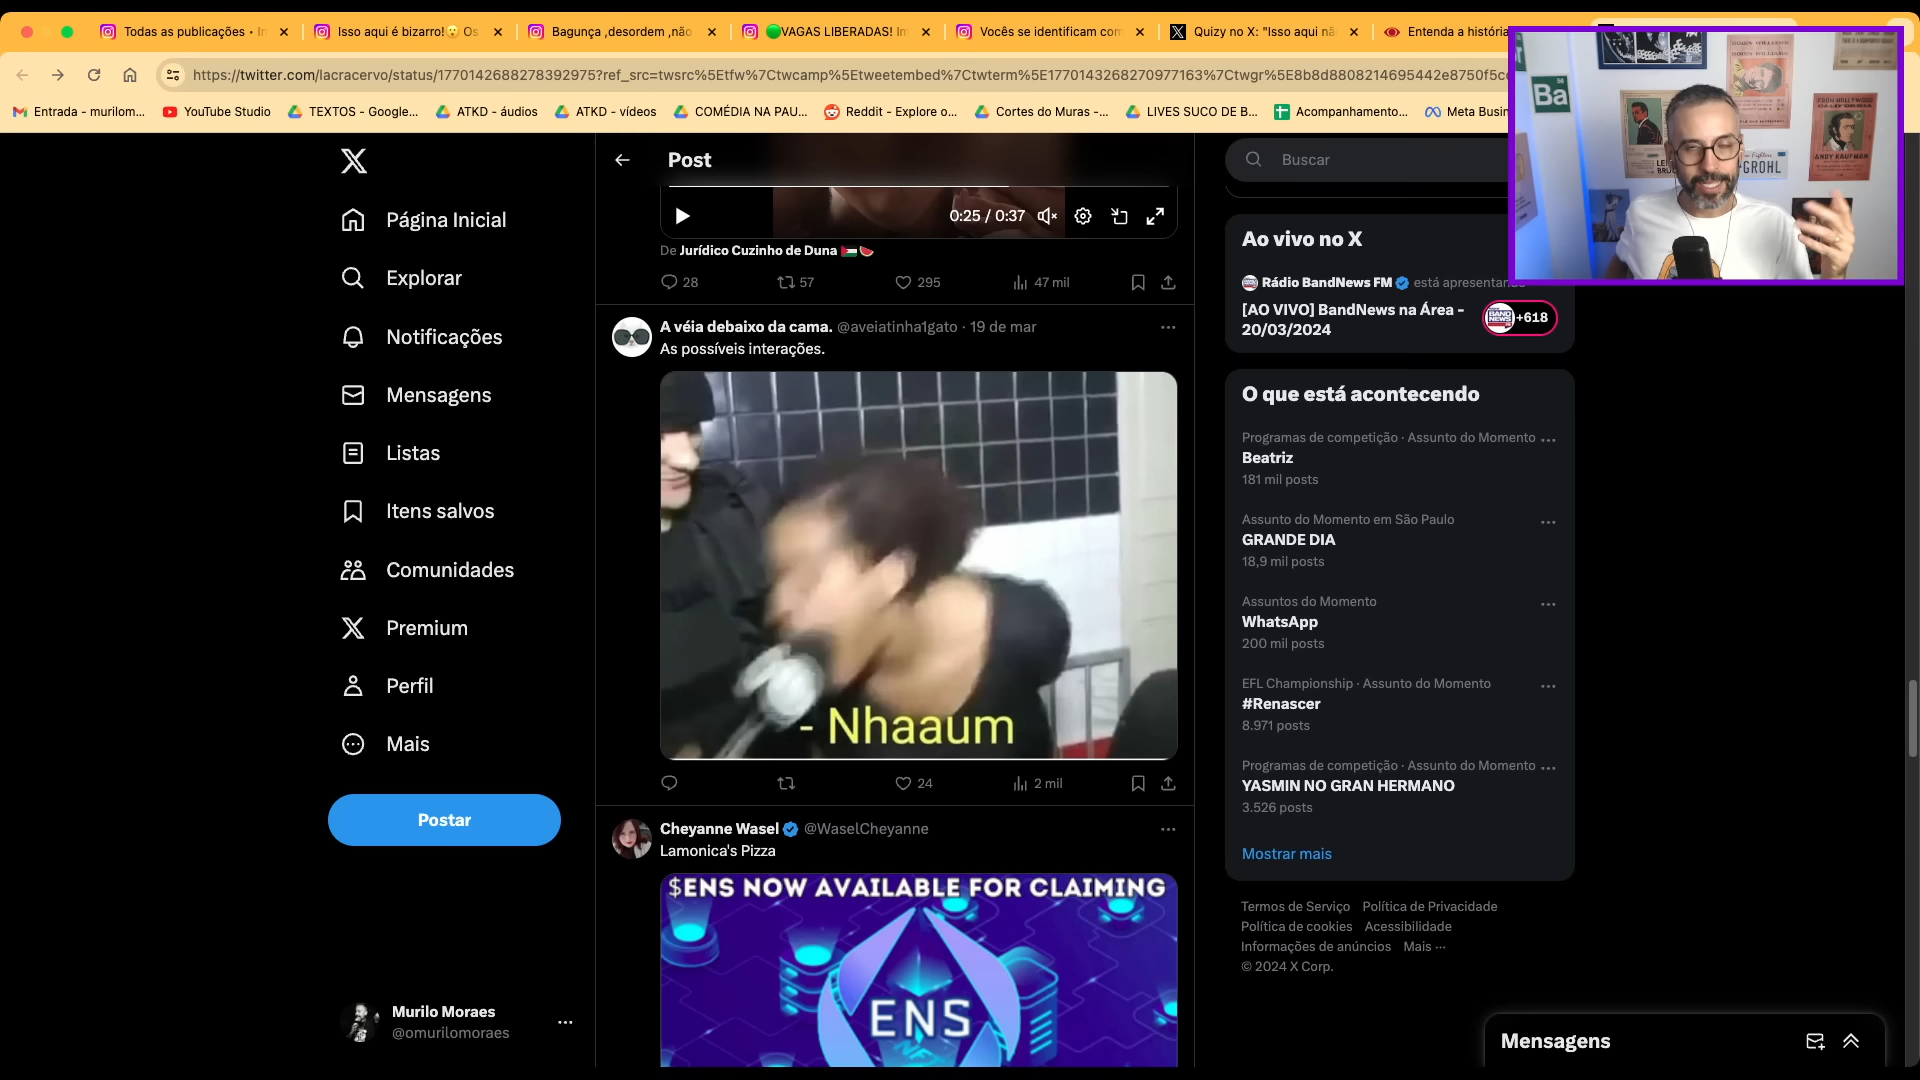 Todas as publicações • In
Isso aqui é bizarro!😯 Os
Bagunça ,desordem ,não
🟢VAGAS LIBERADAS! Im
Vocês se identificam com
Quizy no X: "Isso aqui nã
Entenda a história
https://twitter.com/lacracervo/status/1770142688278392975?ref_src=twsrc%5Etfw%7Ctwcamp%5Etweetembed%7Ctwterm%5E1770143268270977163%7Ctwgr%5E8b8d8808214695442e8750f5c
Entrada - murilom...
YouTube Studio
TEXTOS - Google...
ATKD - áudios
ATKD - vídeos
COMÉDIA NA PAU...
Reddit - Explore o...
Cortes do Muras -...
LIVES SUCO DE B...
Acompanhamento...
Meta Busin
56
Ba
GROHL
ANDY KAUFMAN
Página Inicial
Explorar
Notificações
Mensagens
Listas
Itens salvos
Comunidades
Premium
Perfil
Mais
Postar
Murilo Moraes
@omurilomoraes
Post
0:25 / 0:37
De Jurídico Cuzinho de Duna 🇵🇸🍉
28 57 295 47 mil
A véia debaixo da cama. @aveiatinha1gato · 19 de mar
As possíveis interações.
- Nhaaum
24 2 mil
Cheyanne Wasel @WaselCheyanne
Lamonica's Pizza
$ENS NOW AVAILABLE FOR CLAIMING
ENS
Buscar
Ao vivo no X
Rádio BandNews FM está apresentando
[AO VIVO] BandNews na Área -
20/03/2024
BAND
NEWS
+618
O que está acontecendo
Programas de competição · Assunto do Momento
Beatriz
181 mil posts
Assunto do Momento em São Paulo
GRANDE DIA
18,9 mil posts
Assuntos do Momento
WhatsApp
200 mil posts
EFL Championship · Assunto do Momento
#Renascer
8.971 posts
Programas de competição · Assunto do Momento
YASMIN NO GRAN HERMANO
3.526 posts
Mostrar mais
Termos de Serviço Política de Privacidade
Política de cookies Acessibilidade
Informações de anúncios Mais ···
© 2024 X Corp.
Mensagens